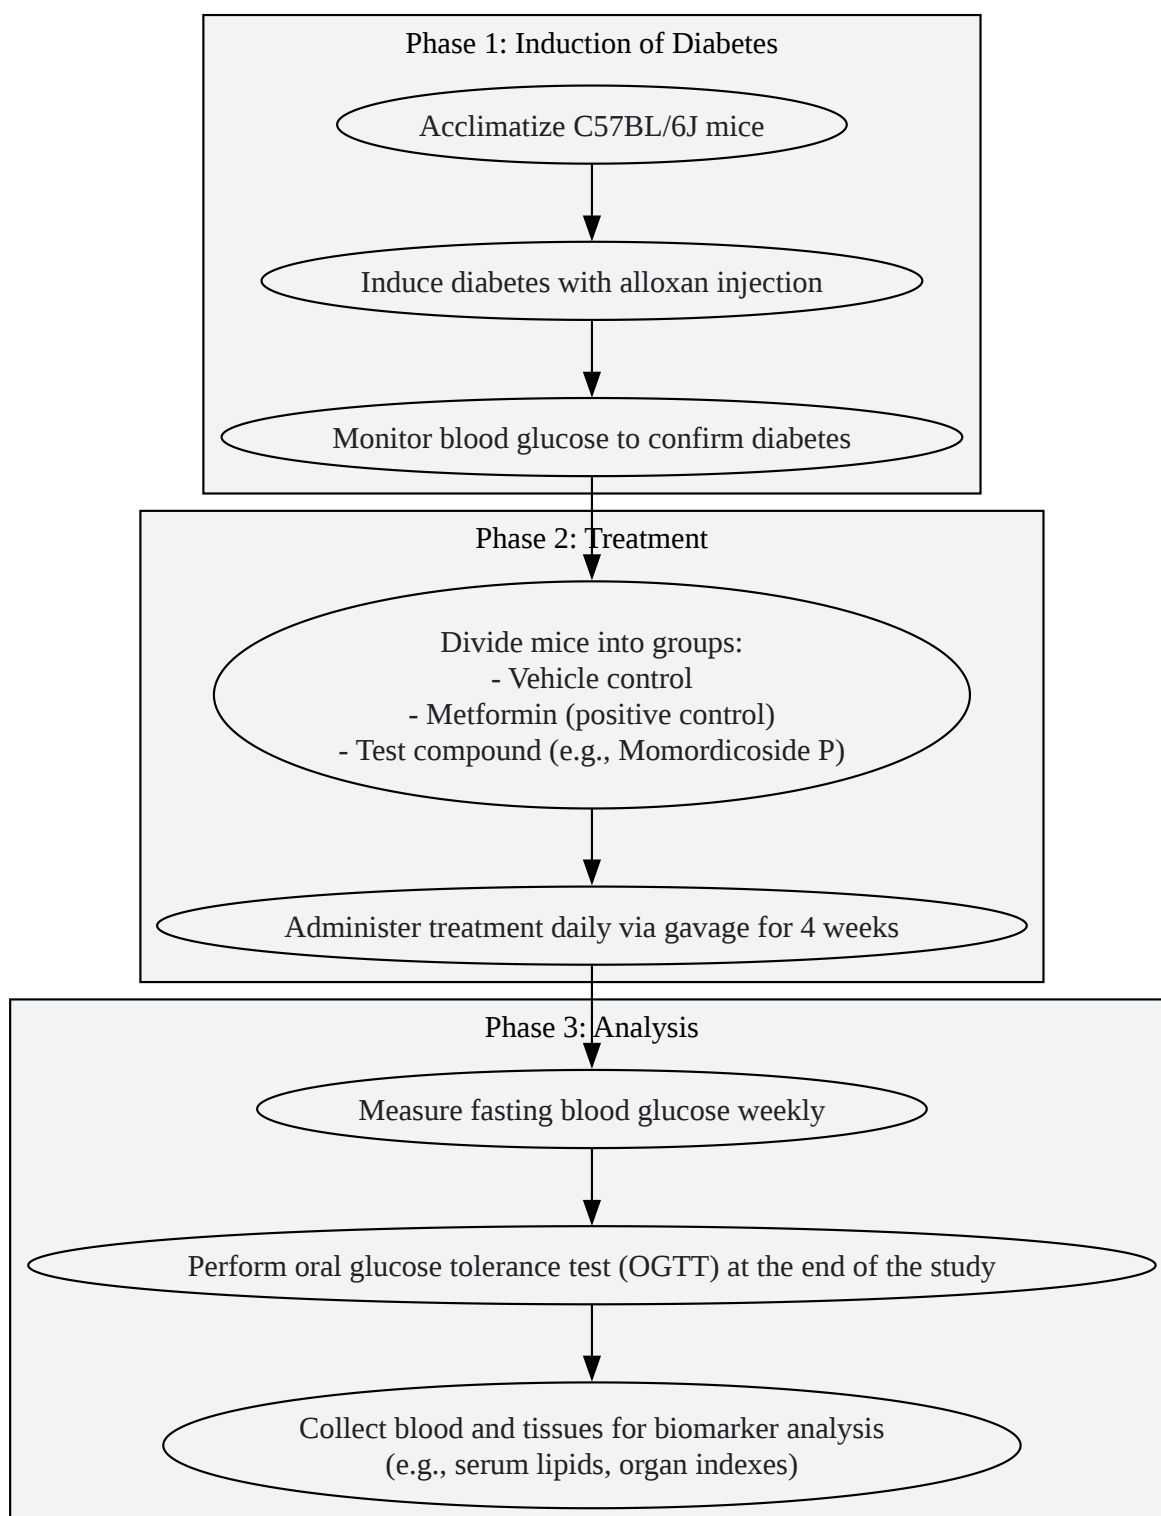 Phase 1: Induction of Diabetes
Acclimatize C57BL/6J mice
Induce diabetes with alloxan injection
Monitor blood glucose to confirm diabetes
Phase 2: Treatment
Divide mice into groups:
- Vehicle control
- Metformin (positive control)
- Test compound (e.g., Momordicoside P)
Administer treatment daily via gavage for 4 weeks
Phase 3: Analysis
Measure fasting blood glucose weekly
Perform oral glucose tolerance test (OGTT) at the end of the study
Collect blood and tissues for biomarker analysis
(e.g., serum lipids, organ indexes)